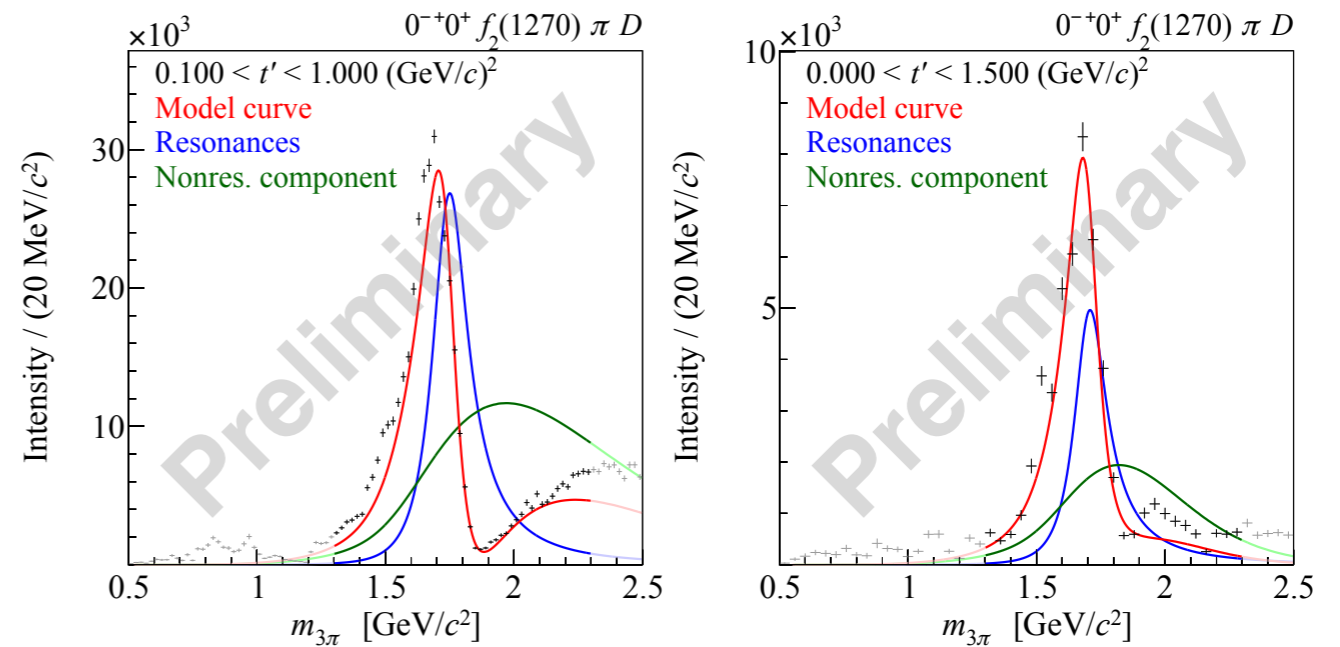 ×10³
0⁻⁺0⁺ f₂(1270) π D
0.100 < t′ < 1.000 (GeV/c)²
Model curve
Resonances
Nonres. component
Preliminary
Intensity / (20 MeV/c²)
30
20
10
0.5 1 1.5 2 2.5
m₃π [GeV/c²]
×10³
0⁻⁺0⁺ f₂(1270) π D
0.000 < t′ < 1.500 (GeV/c)²
Model curve
Resonances
Nonres. component
Preliminary
Intensity / (20 MeV/c²)
10
5
0.5 1 1.5 2 2.5
m₃π [GeV/c²]